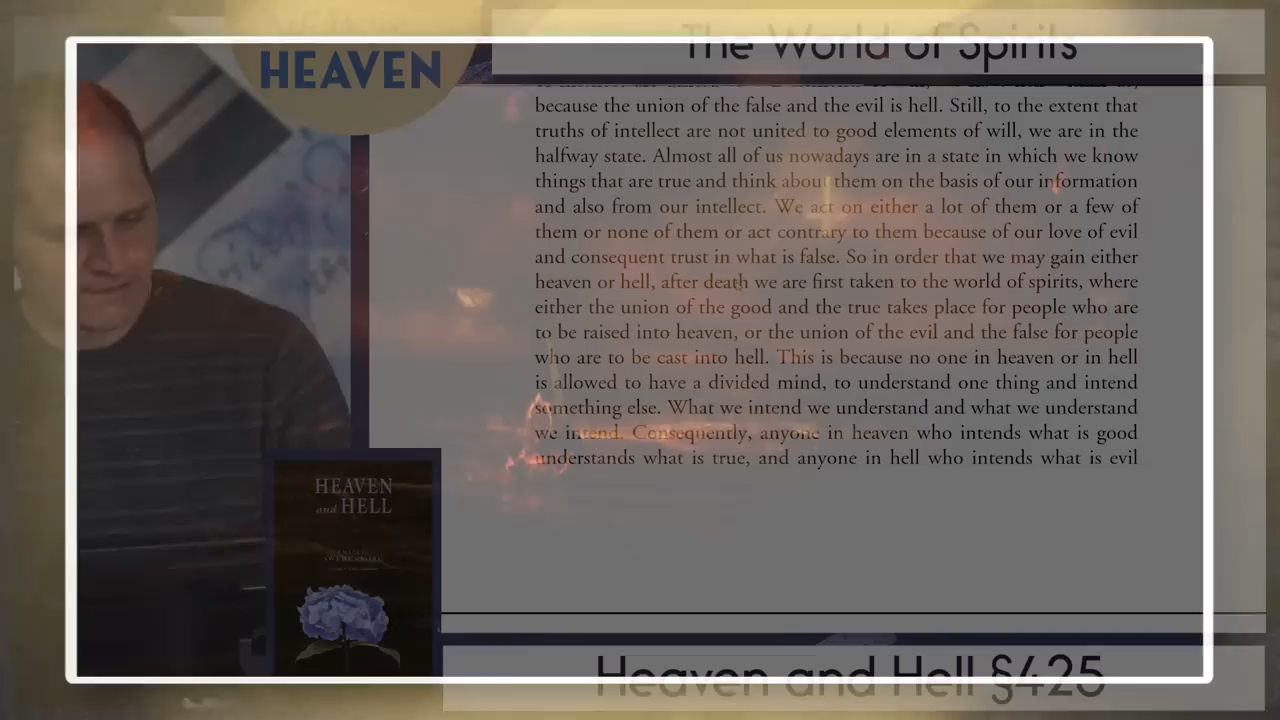 HEAVEN
The World of Spirits
because the union of the false and the evil is hell. Still, to the extent that
truths of intellect are not united to good elements of will, we are in the
halfway state. Almost all of us nowadays are in a state in which we know
things that are true and think about them on the basis of our information
and also from our intellect. We act on either a lot of them or a few of
them or none of them or act contrary to them because of our love of evil
and consequent trust in what is false. So in order that we may gain either
heaven or hell, after death we are first taken to the world of spirits, where
either the union of the good and the true takes place for people who are
to be raised into heaven, or the union of the evil and the false for people
who are to be cast into hell. This is because no one in heaven or in hell
is allowed to have a divided mind, to understand one thing and intend
something else. What we intend we understand and what we understand
we intend. Consequently, anyone in heaven who intends what is good
understands what is true, and anyone in hell who intends what is evil
HEAVEN
and HELL
SWEDENBORG
Heaven and Hell §425